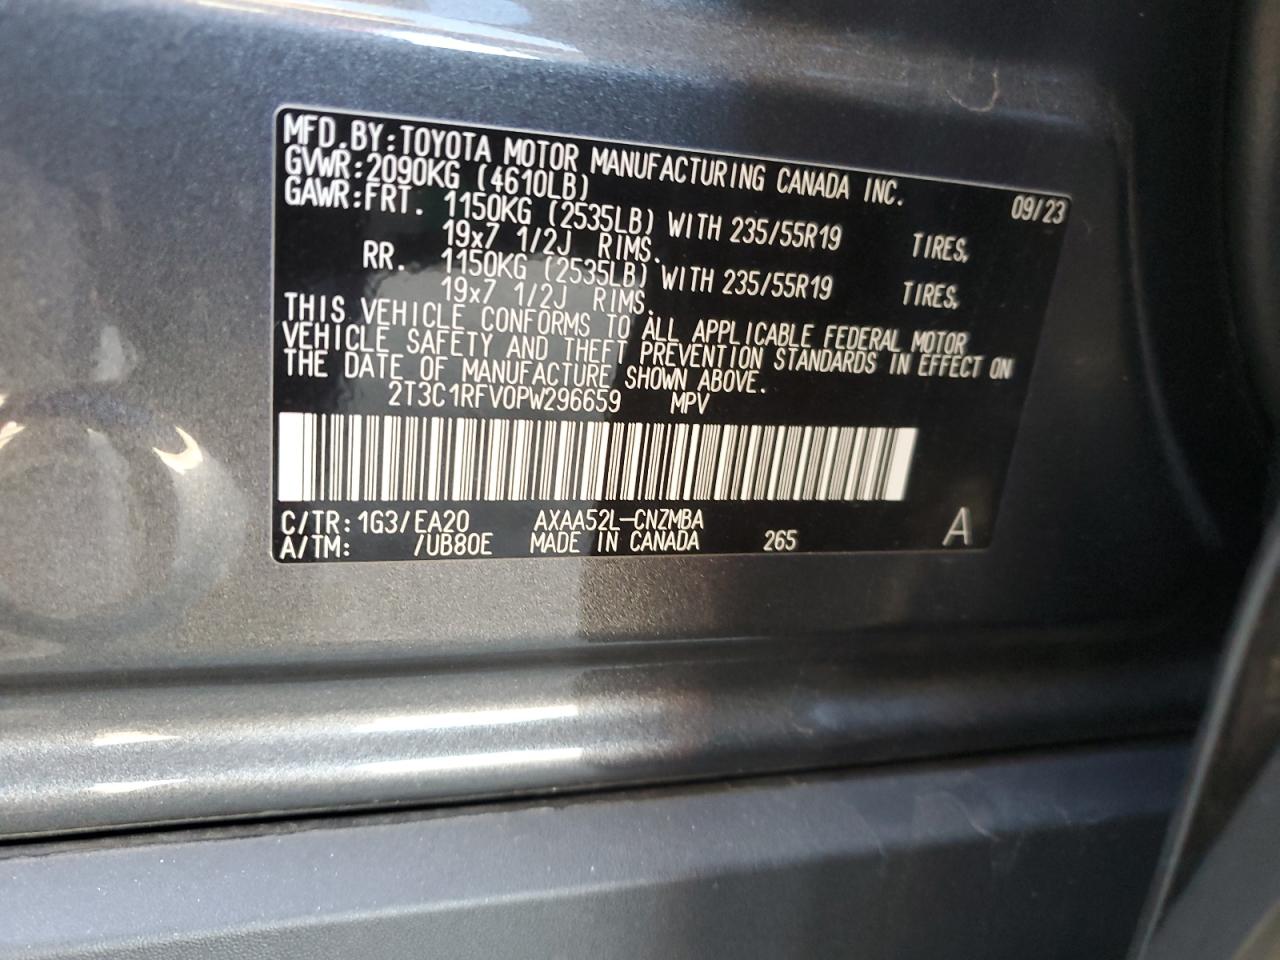 MFD.BY:TOYOTA MOTOR MANUFACTURING CANADA INC.
GVWR:2090KG (4610LB) 09/23
GAWR:FRT. 1150KG (2535LB) WITH 235/55R19 TIRES,
19x7 1/2J RIMS.
RR. 1150KG (2535LB) WITH 235/55R19 TIRES,
19x7 1/2J RIMS.
THIS VEHICLE CONFORMS TO ALL APPLICABLE FEDERAL MOTOR
VEHICLE SAFETY AND THEFT PREVENTION STANDARDS IN EFFECT ON
THE DATE OF MANUFACTURE SHOWN ABOVE.
2T3C1RFV0PW296659 MPV
C/TR:1G3/EA20 AXAA52L-CNZMBA
A/TM: /UB80E MADE IN CANADA 265 A